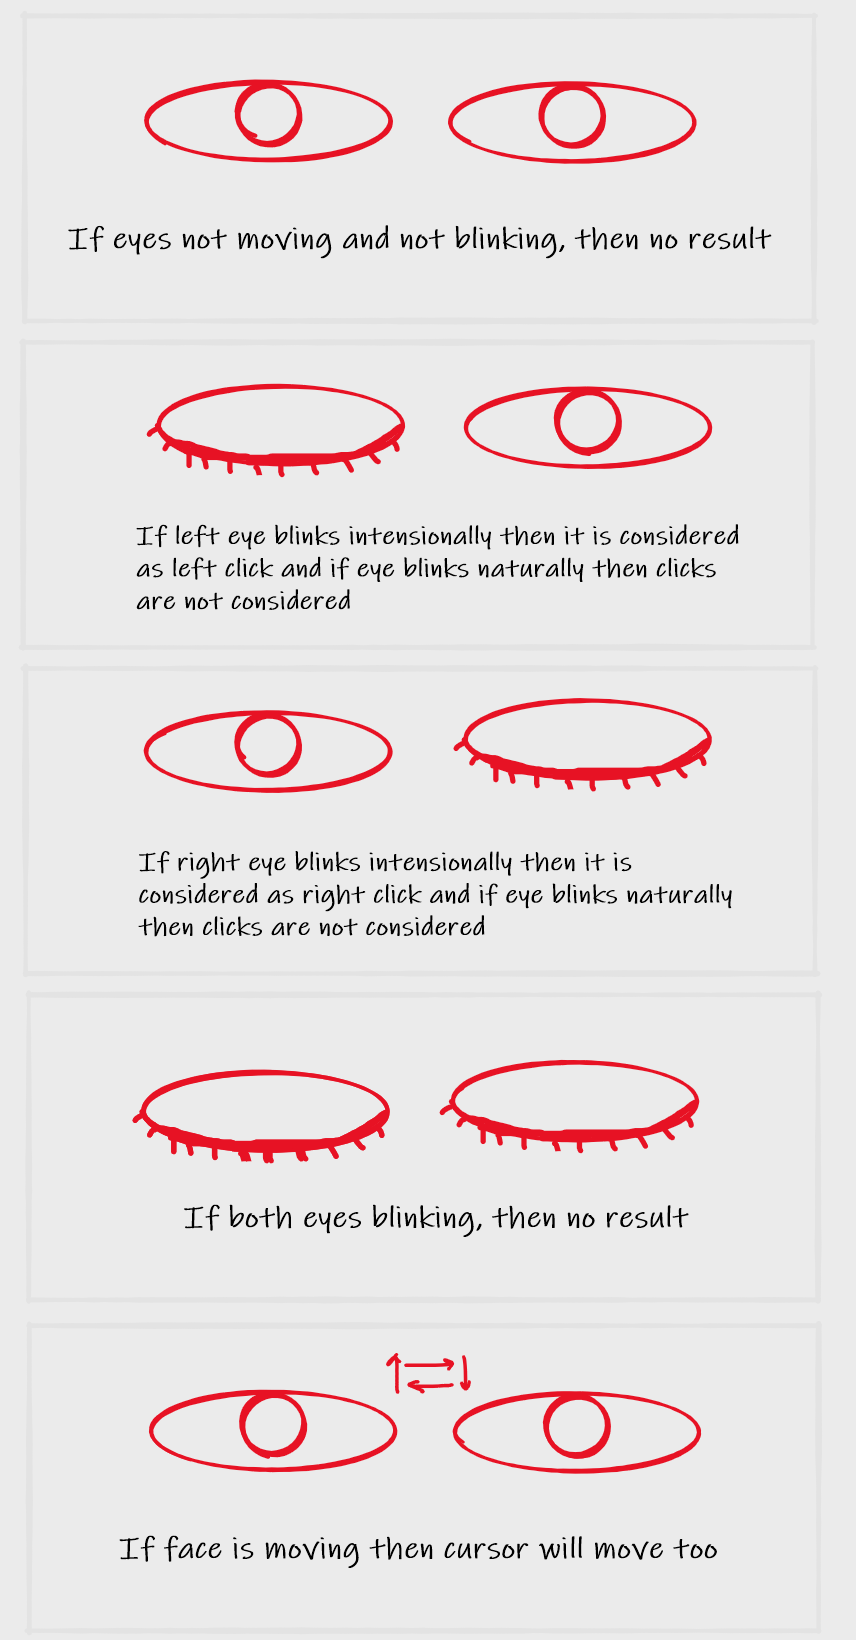 If eyes not moving and not blinking, then no result
If left eye blinks intensionally then it is considered
as left click and if eye blinks naturally then clicks
are not considered
If right eye blinks intensionally then it is
considered as right click and if eye blinks naturally
then clicks are not considered
If both eyes blinking, then no result
If face is moving then cursor will move too